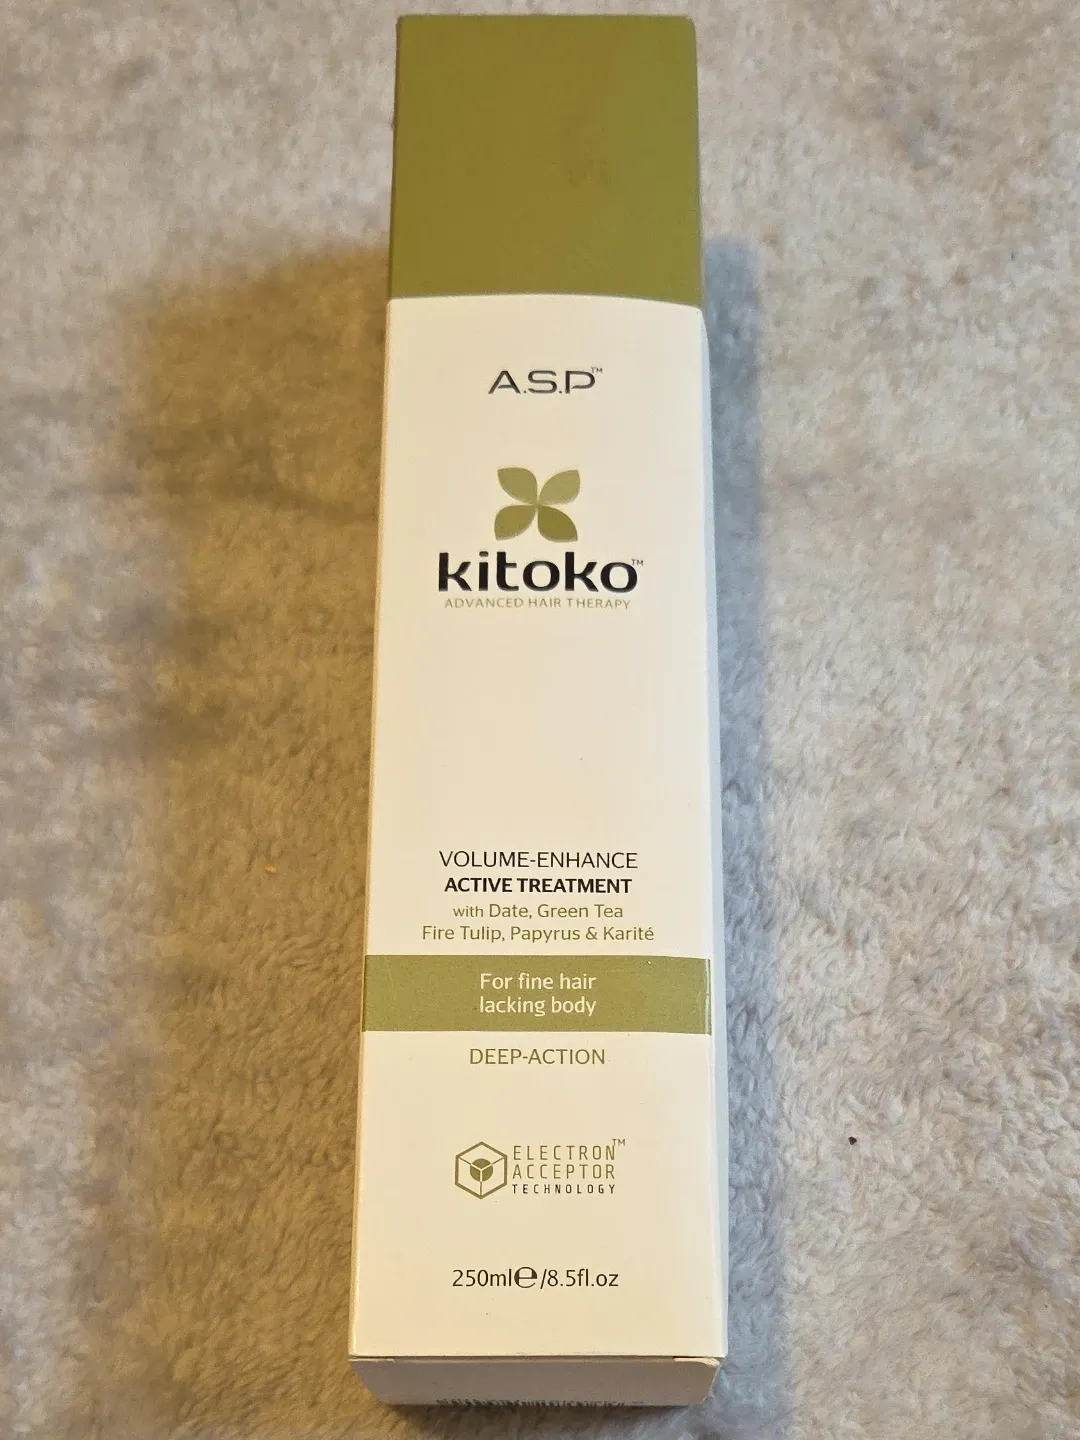 A.S.P™
kitoko™
ADVANCED HAIR THERAPY
VOLUME-ENHANCE
ACTIVE TREATMENT
with Date, Green Tea
Fire Tulip, Papyrus & Karité
For fine hair
lacking body
DEEP-ACTION
ELECTRON™
ACCEPTOR
TECHNOLOGY
250ml℮/8.5fl.oz